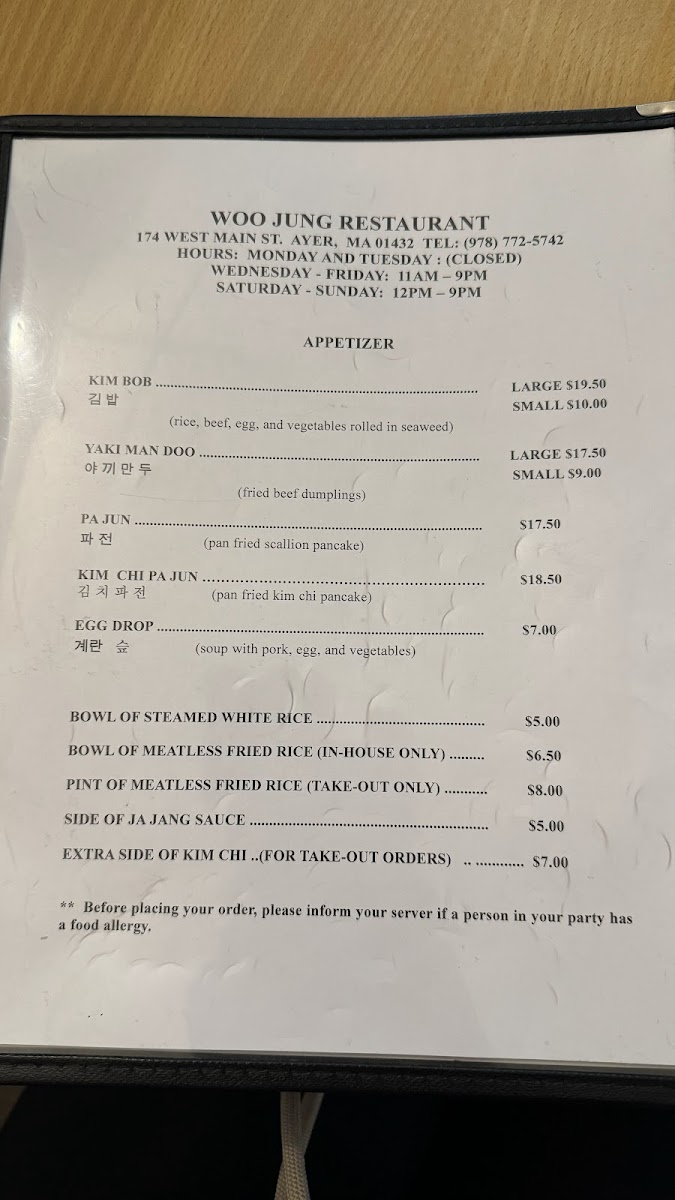 WOO JUNG RESTAURANT
174 WEST MAIN ST. AYER, MA 01432 TEL: (978) 772-5742
HOURS: MONDAY AND TUESDAY : (CLOSED)
WEDNESDAY - FRIDAY: 11AM – 9PM
SATURDAY - SUNDAY: 12PM – 9PM
APPETIZER
KIM BOB ........................................ LARGE $19.50
김 밥 SMALL $10.00
(rice, beef, egg, and vegetables rolled in seaweed)
YAKI MAN DOO ........................................ LARGE $17.50
야 끼 만 두 SMALL $9.00
(fried beef dumplings)
PA JUN ........................................ $17.50
파 전 (pan fried scallion pancake)
KIM CHI PA JUN ........................................ $18.50
김 치 파 전 (pan fried kim chi pancake)
EGG DROP ........................................ $7.00
계란 숲 (soup with pork, egg, and vegetables)
BOWL OF STEAMED WHITE RICE ........................................ $5.00
BOWL OF MEATLESS FRIED RICE (IN-HOUSE ONLY) ......... $6.50
PINT OF MEATLESS FRIED RICE (TAKE-OUT ONLY) ........... $8.00
SIDE OF JA JANG SAUCE ........................................ $5.00
EXTRA SIDE OF KIM CHI ..(FOR TAKE-OUT ORDERS) .. ............ $7.00
** Before placing your order, please inform your server if a person in your party has
a food allergy.